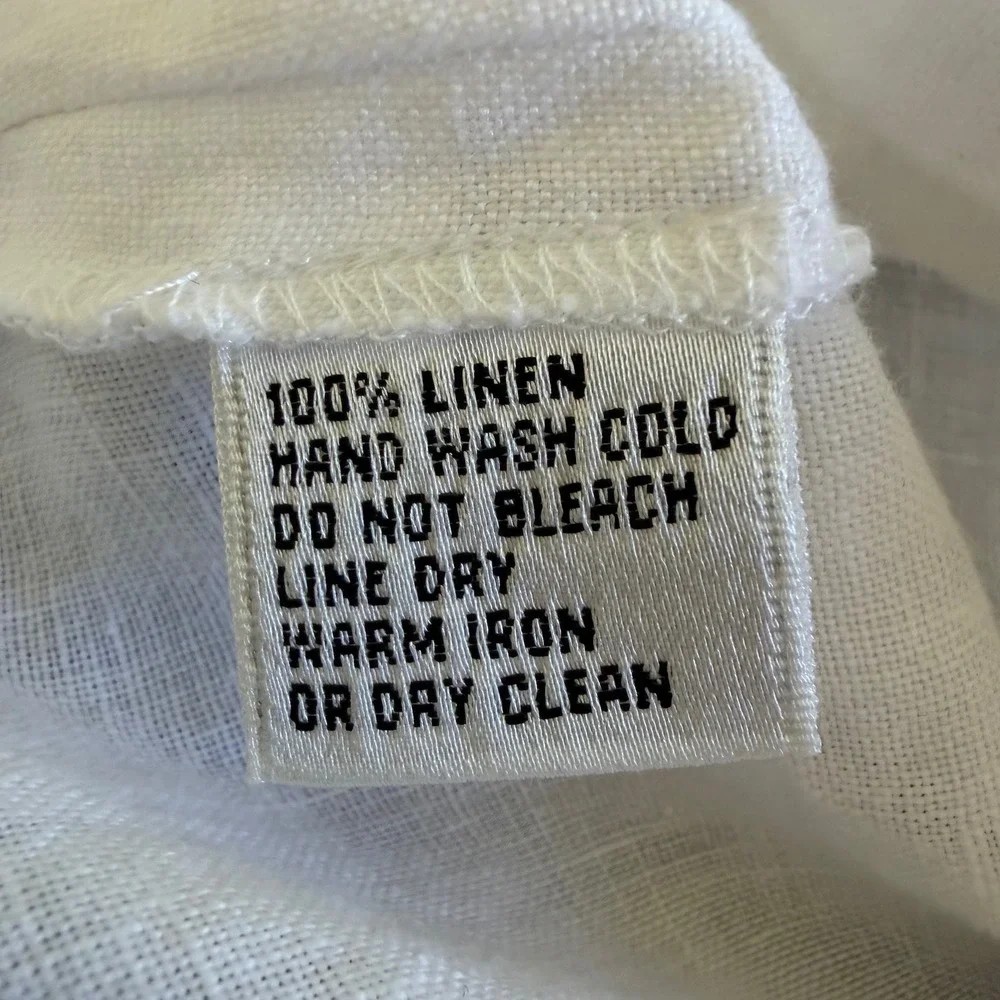 100% LINEN
HAND WASH COLD
DO NOT BLEACH
LINE DRY
WARM IRON
OR DRY CLEAN